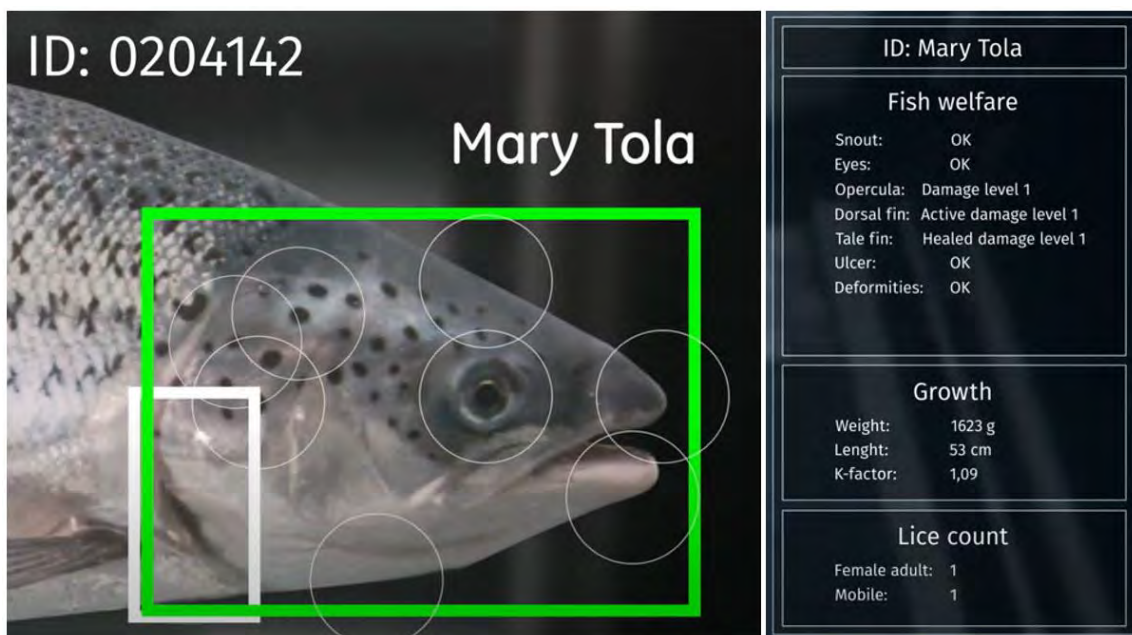 ID: 0204142
Mary Tola
ID: Mary Tola
Fish welfare
Snout: OK
Eyes: OK
Opercula: Damage level 1
Dorsal fin: Active damage level 1
Tale fin: Healed damage level 1
Ulcer: OK
Deformities: OK
Growth
Weight: 1623 g
Lenght: 53 cm
K-factor: 1,09
Lice count
Female adult: 1
Mobile: 1